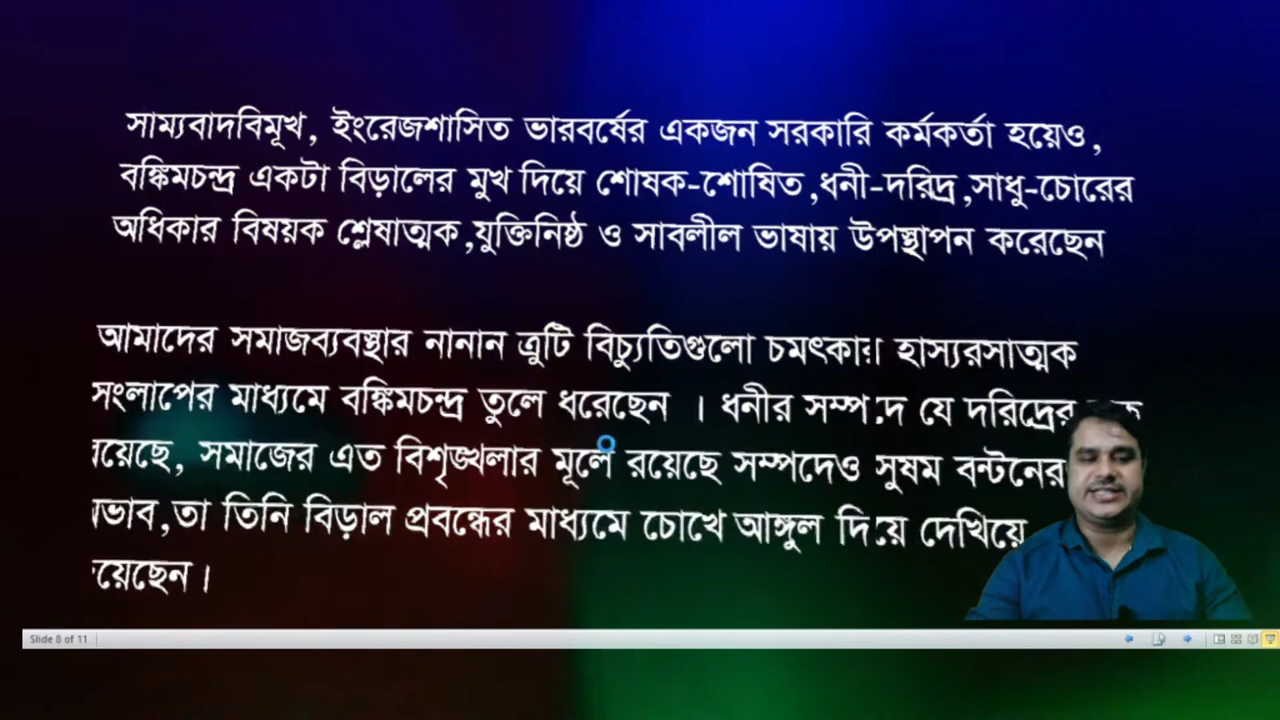 সাম্যবাদবিমূখ, ইংরেজশাসিত ভারবর্ষের একজন সরকারি কর্মকর্তা হয়েও,
বঙ্কিমচন্দ্র একটা বিড়ালের মুখ দিয়ে শোষক-শোষিত,ধনী-দরিদ্র,সাধু-চোরের
অধিকার বিষয়ক শ্লেষাত্মক,যুক্তিনিষ্ঠ ও সাবলীল ভাষায় উপস্থাপন করেছেন
আমাদের সমাজব্যবস্থার নানান ত্রুটি বিচ্যুতিগুলো চমৎকার হাস্যরসাত্মক
সংলাপের মাধ্যমে বঙ্কিমচন্দ্র তুলে ধরেছেন । ধনীর সম্পদে যে দরিদ্রের
য়েছে, সমাজের এত বিশৃঙ্খলার মূলে রয়েছে সম্পদেও সুষম বন্টনের
ভাব,তা তিনি বিড়াল প্রবন্ধের মাধ্যমে চোখে আঙ্গুল দিয়ে দেখিয়ে
য়েছেন ।
Slide 8 of 11